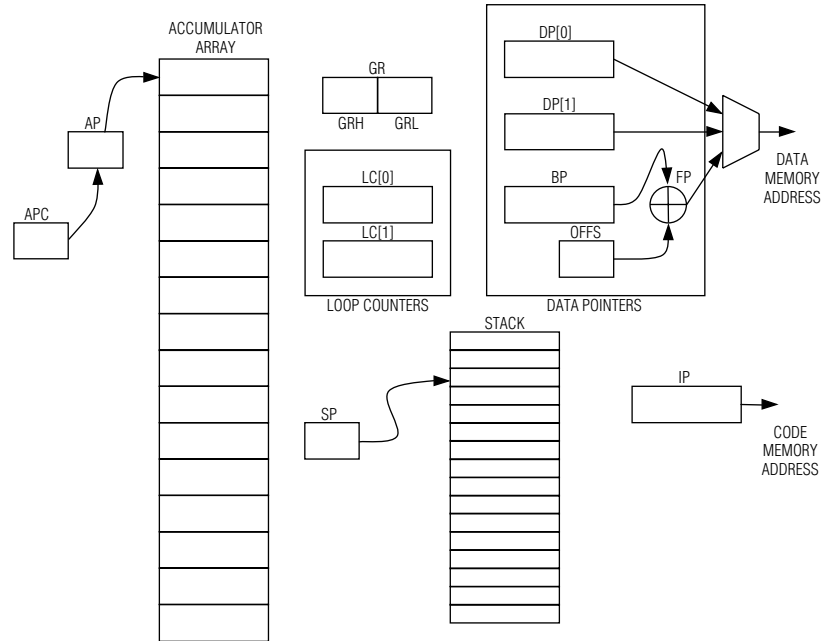 ACCUMULATOR
ARRAY
AP
APC
GR
GRH
GRL
LC[0]
LC[1]
LOOP COUNTERS
DP[0]
DP[1]
BP
FP
OFFS
DATA POINTERS
DATA
MEMORY
ADDRESS
STACK
SP
IP
CODE
MEMORY
ADDRESS